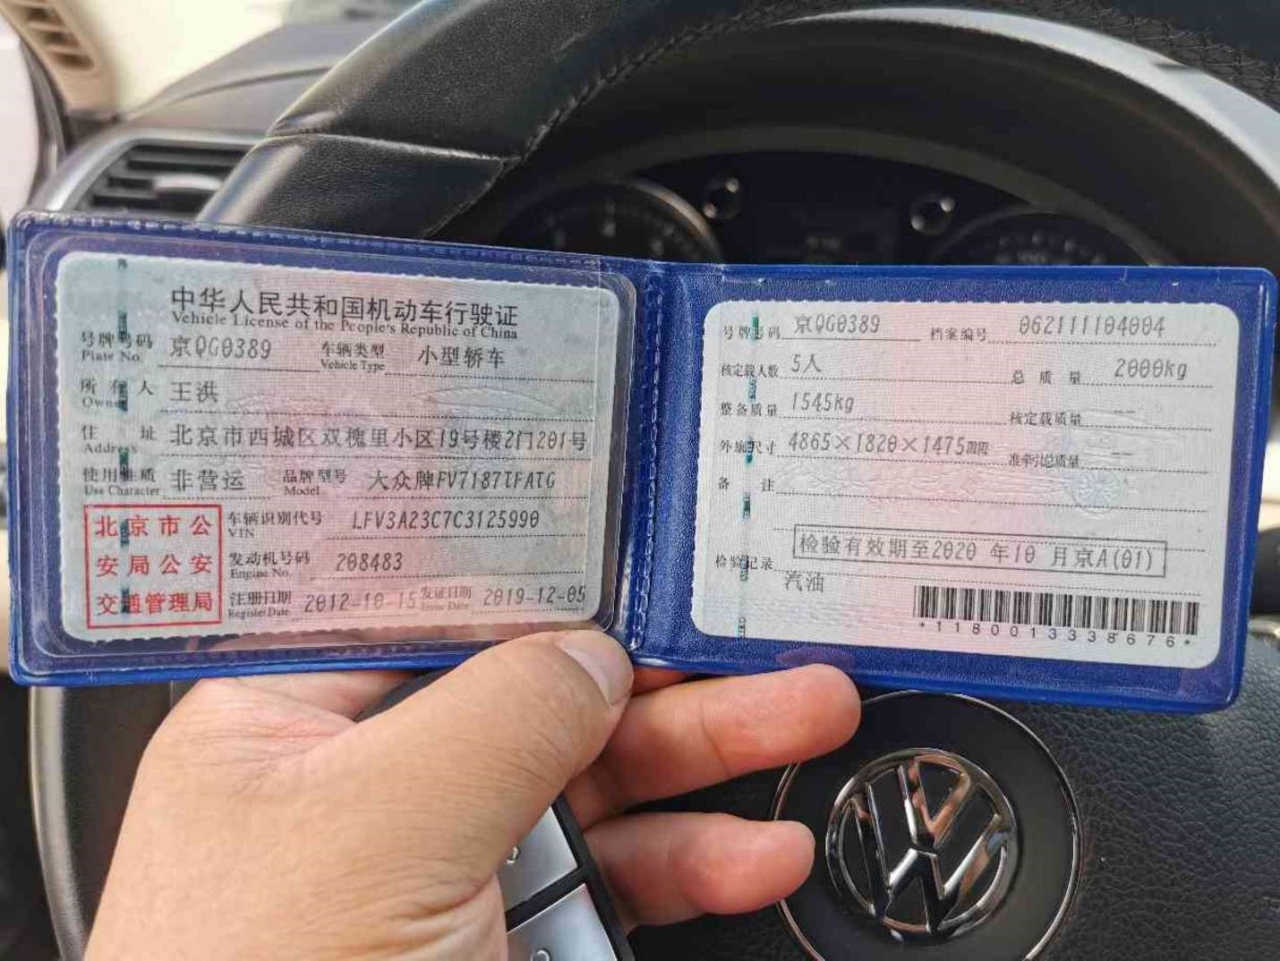 中华人民共和国机动车行驶证
Vehicle License of the People's Republic of China
号牌号码 京QG0389 车辆类型 小型轿车
Plate No. Vehicle Type
所有人 王洪
Owner
住址 北京市西城区双槐里小区19号楼2门201号
Address
使用性质 非营运 品牌型号 大众牌FV7187TFATG
Use Character Model
北京市公
安局公安
交通管理局
车辆识别代号 LFV3A23C7C3125990
VIN
发动机号码 208483
Engine No.
注册日期 2012-10-15 发证日期 2019-12-05
Register Date Issue Date
号牌号码 京QG0389 档案编号 062111104004
核定载人数 5人 总质量 2000kg
整备质量 1545kg 核定载质量 --
外廓尺寸 4865×1820×1475mm 准牵引总质量 --
备注
检验有效期至2020年10月京A(01)
检验记录
汽油
*1180013338676*